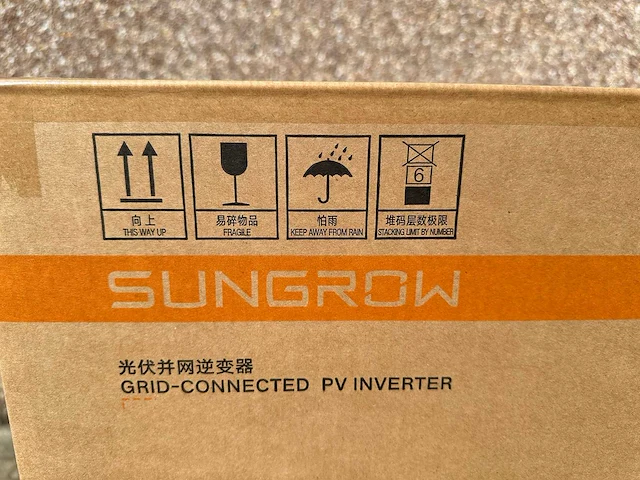 向上
THIS WAY UP
易碎物品
FRAGILE
怕雨
KEEP AWAY FROM RAIN
6
堆码层数极限
STACKING LIMIT BY NUMBER
SUNGROW
光伏并网逆变器
GRID-CONNECTED PV INVERTER